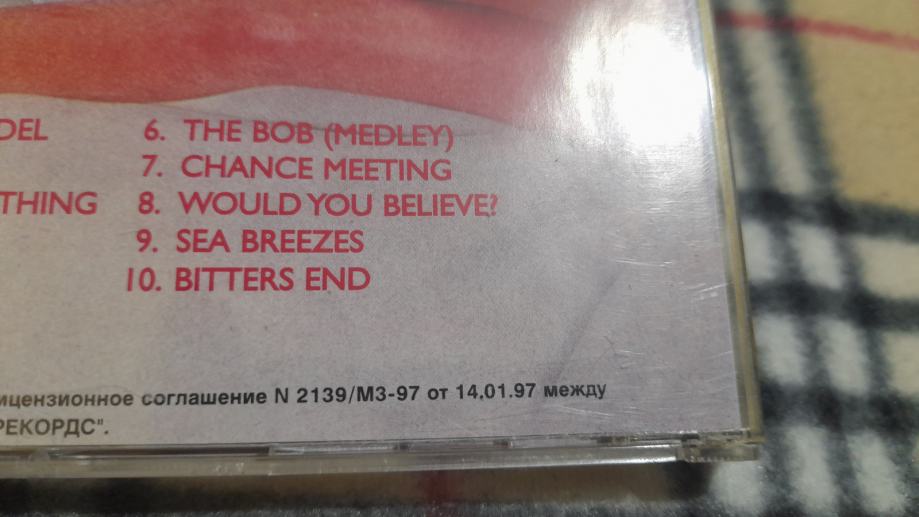 DEL
THING
6. THE BOB (MEDLEY)
7. CHANCE MEETING
8. WOULD YOU BELIEVE?
9. SEA BREEZES
10. BITTERS END
ицензионное соглашение N 2139/МЗ-97 от 14.01.97 между
РЕКОРДС".